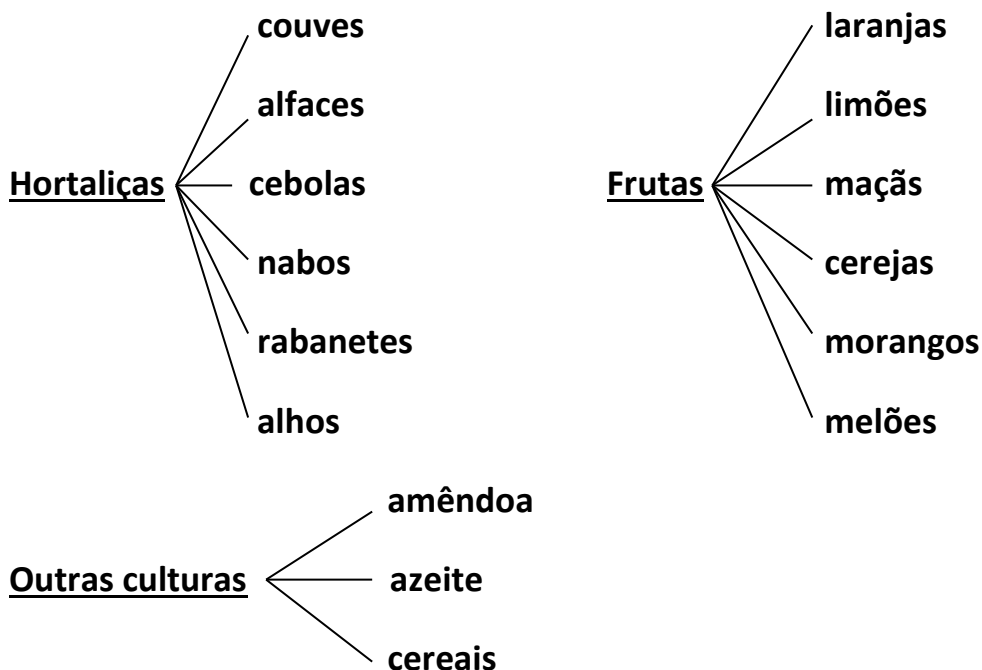 couves
alfaces
Hortaliças
cebolas
nabos
rabanetes
alhos
laranjas
limões
Frutas
maçãs
cerejas
morangos
melões
amêndoa
Outras culturas
azeite
cereais